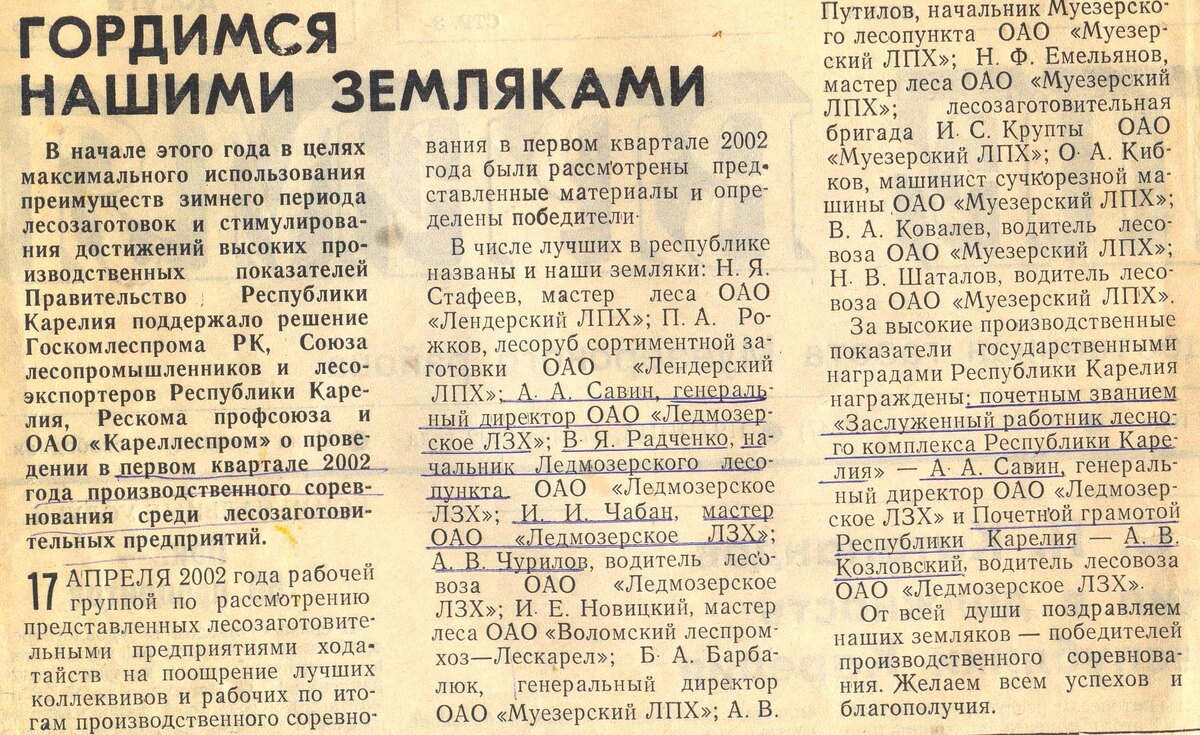 ГОРДИМСЯ
НАШИМИ ЗЕМЛЯКАМИ
В начале этого года в целях
максимального использования
преимуществ зимнего периода
лесозаготовок и стимулирова-
ния достижений высоких про-
изводственных показателей
Правительство Республики
Карелия поддержало решение
Госкомлеспрома РК, Союза
лесопромышленников и лесо-
экспортеров Республики Каре-
лия, Рескома профсоюза и
ОАО «Кареллеспром» о прове-
дении в первом квартале 2002
года производственного сорев-
нования среди лесозаготови-
тельных предприятий.
17 АПРЕЛЯ 2002 года рабочей
группой по рассмотрению
представленных лесозаготовите-
льными предприятиями хода-
тайств на поощрение лучших
коллеквивов и рабочих по ито-
гам производственного соревно-
вания в первом квартале 2002
года были рассмотрены пред-
ставленные материалы и опре-
делены победители.
В числе лучших в республике
названы и наши земляки: Н. Я.
Стафеев, мастер леса ОАО
«Лендерский ЛПХ»; П. А. Ро-
жков, лесоруб сортиментной за-
готовки ОАО «Лендерский
ЛПХ»; А. А. Савин, генераль-
ный директор ОАО «Ледмозер-
ское ЛЗХ»; В. Я. Радченко, на-
чальник Ледмозерского лесо-
пункта ОАО «Ледмозерское
ЛЗХ»; И. И. Чабан, мастер
ОАО «Ледмозерское ЛЗХ»;
А. В. Чурилов, водитель лесо-
воза ОАО «Ледмозерское
ЛЗХ»; И. Е. Новицкий, мастер
леса ОАО «Воломский леспром-
хоз—Лескарел»; Б. А. Барба-
люк, генеральный директор
ОАО «Муезерский ЛПХ»; А. В.
Путилов, начальник Муезерско-
го лесопункта ОАО «Муезер-
ский ЛПХ»; Н. Ф. Емельянов,
мастер леса ОАО «Муезерский
ЛПХ»; лесозаготовительная
бригада И. С. Крупты ОАО
«Муезерский ЛПХ»; О. А. Киб-
ков, машинист сучкорезной ма-
шины ОАО «Муезерский ЛПХ»;
В. А. Ковалев, водитель лесо-
воза ОАО «Муезерский ЛПХ»;
Н. В. Шаталов, водитель лесо-
воза ОАО «Муезерский ЛПХ».
За высокие производственные
показатели государственными
наградами Республики Карелия
награждены: почетным званием
«Заслуженный работник лесно-
го комплекса Республики Каре-
лия» — А. А. Савин, генераль-
ный директор ОАО «Ледмозер-
ское ЛЗХ» и Почетной грамотой
Республики Карелия — А. В.
Козловский, водитель лесовоза
ОАО «Ледмозерское ЛЗХ».
От всей души поздравляем
наших земляков — победителей
производственного соревнова-
ния. Желаем всем успехов и
благополучия.